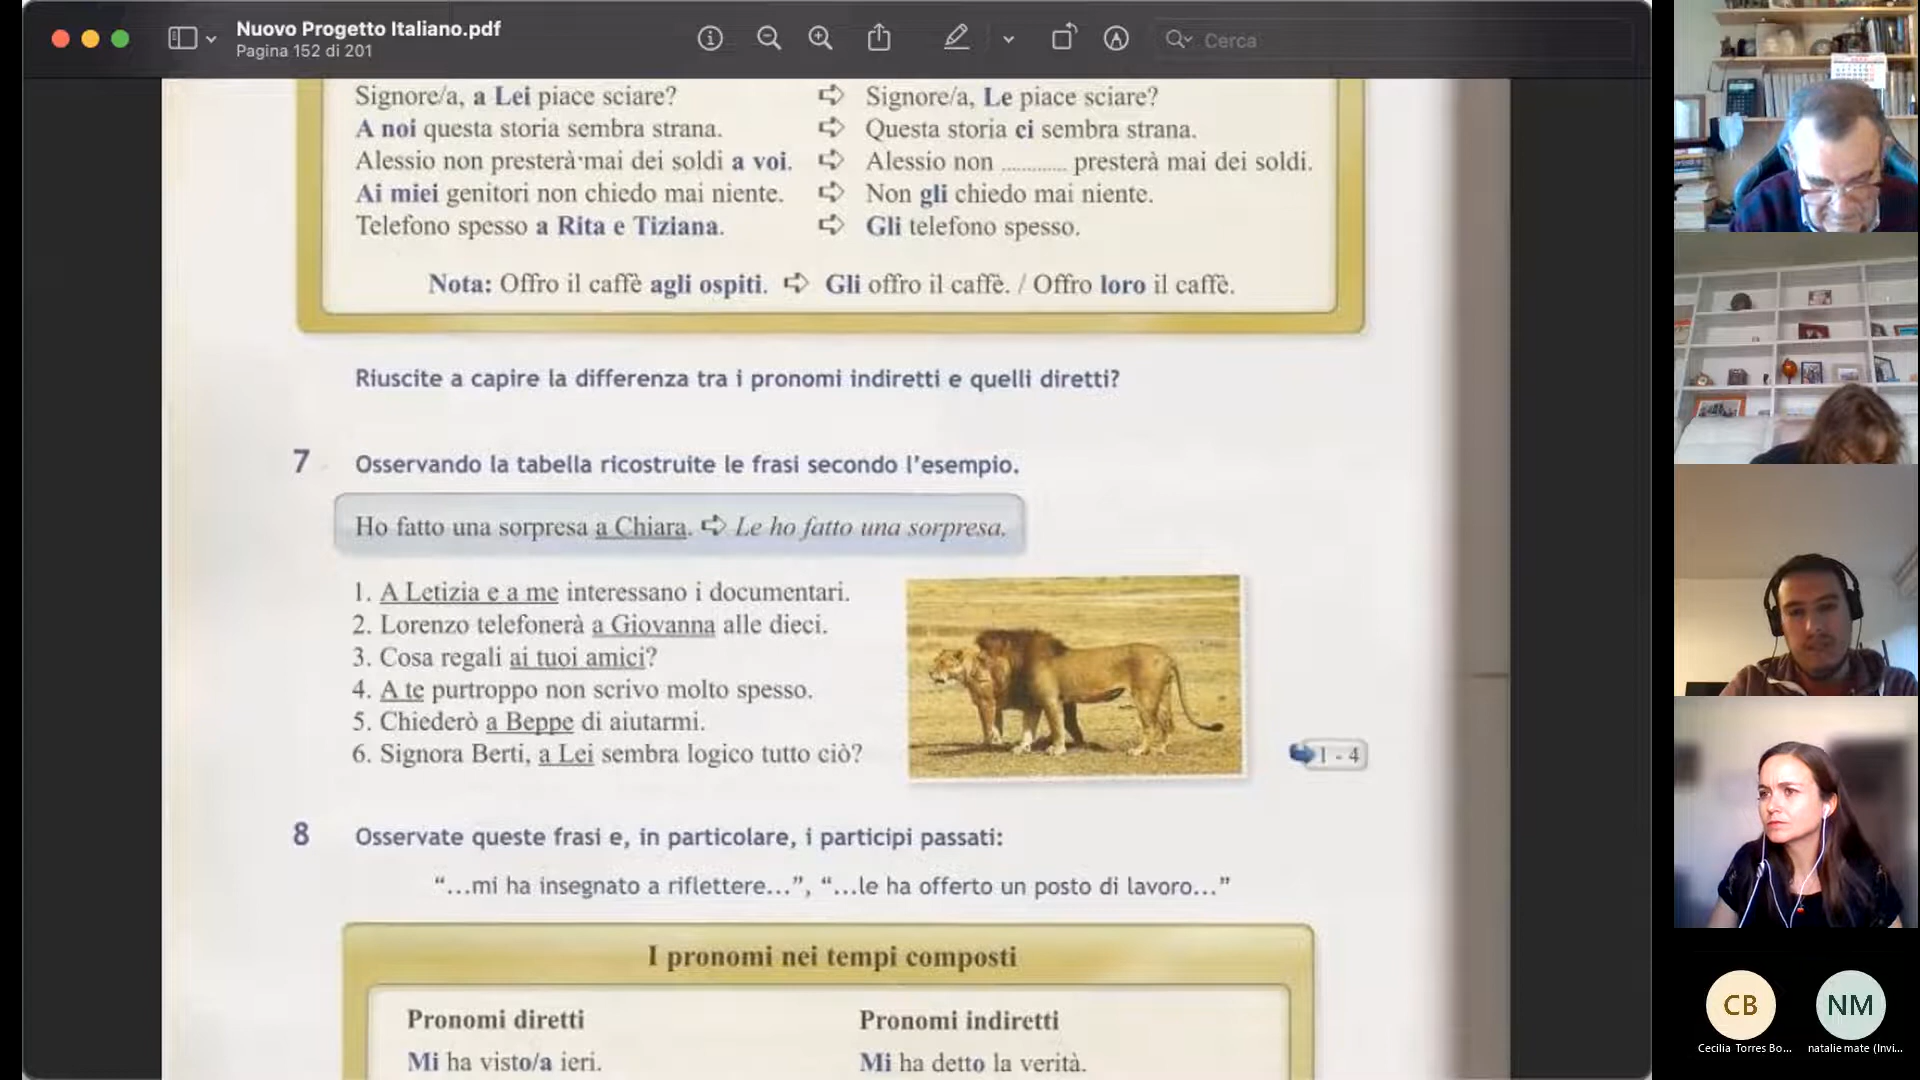 Nuovo Progetto Italiano.pdf
Pagina 152 di 201
Cerca
Signore/a, a Lei piace sciare? ⇨ Signore/a, Le piace sciare?
A noi questa storia sembra strana. ⇨ Questa storia ci sembra strana.
Alessio non presterà mai dei soldi a voi. ⇨ Alessio non ........... presterà mai dei soldi.
Ai miei genitori non chiedo mai niente. ⇨ Non gli chiedo mai niente.
Telefono spesso a Rita e Tiziana. ⇨ Gli telefono spesso.
Nota: Offro il caffè agli ospiti. ⇨ Gli offro il caffè. / Offro loro il caffè.
Riuscite a capire la differenza tra i pronomi indiretti e quelli diretti?
7 Osservando la tabella ricostruite le frasi secondo l'esempio.
Ho fatto una sorpresa a Chiara. ⇨ Le ho fatto una sorpresa.
1. A Letizia e a me interessano i documentari.
2. Lorenzo telefonerà a Giovanna alle dieci.
3. Cosa regali ai tuoi amici?
4. A te purtroppo non scrivo molto spesso.
5. Chiederò a Beppe di aiutarmi.
6. Signora Berti, a Lei sembra logico tutto ciò?
1 - 4
8 Osservate queste frasi e, in particolare, i participi passati:
“...mi ha insegnato a riflettere...”, “...le ha offerto un posto di lavoro...”
I pronomi nei tempi composti
Pronomi diretti Pronomi indiretti
Mi ha visto/a ieri. Mi ha detto la verità.
CB NM
Cecilia Torres Bo... natalie mate (Invi...